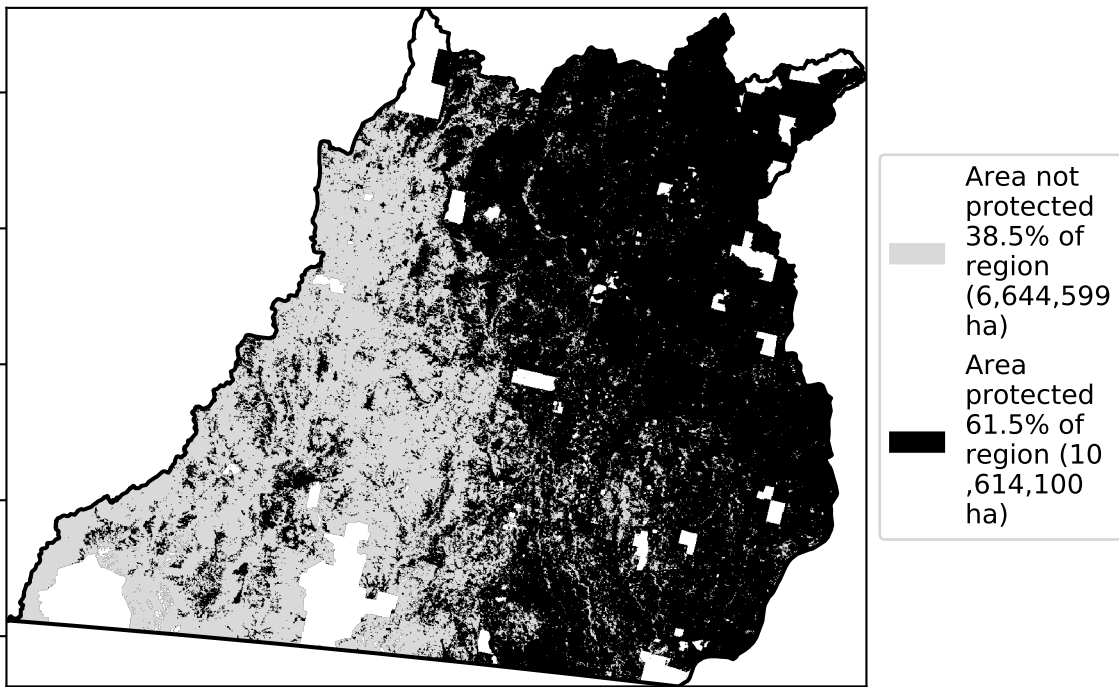 Area not
protected
38.5% of
region
(6,644,599
ha)
Area
protected
61.5% of
region (10
,614,100
ha)